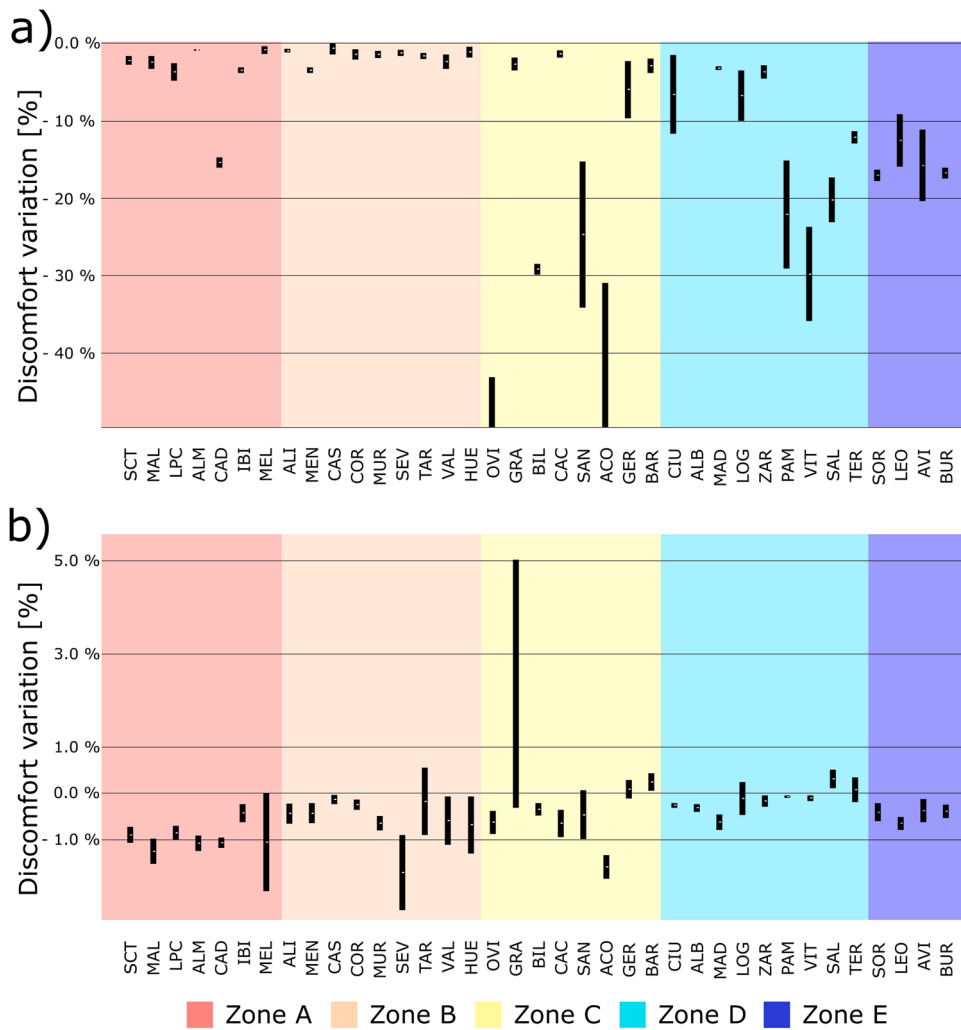 a)
Discomfort variation [%]
0.0 %
- 10 %
- 20 %
- 30 %
- 40 %
SCT MAL LPC ALM CAD IBI MEL ALI MEN CAS COR MUR SEV TAR VAL HUE OVI GRA BIL CAC SAN ACO GER BAR CIU ALB MAD LOG ZAR PAM VIT SAL TER SOR LEO AVI BUR
b)
Discomfort variation [%]
5.0 %
3.0 %
1.0 %
0.0 %
- 1.0 %
SCT MAL LPC ALM CAD IBI MEL ALI MEN CAS COR MUR SEV TAR VAL HUE OVI GRA BIL CAC SAN ACO GER BAR CIU ALB MAD LOG ZAR PAM VIT SAL TER SOR LEO AVI BUR
Zone A Zone B Zone C Zone D Zone E